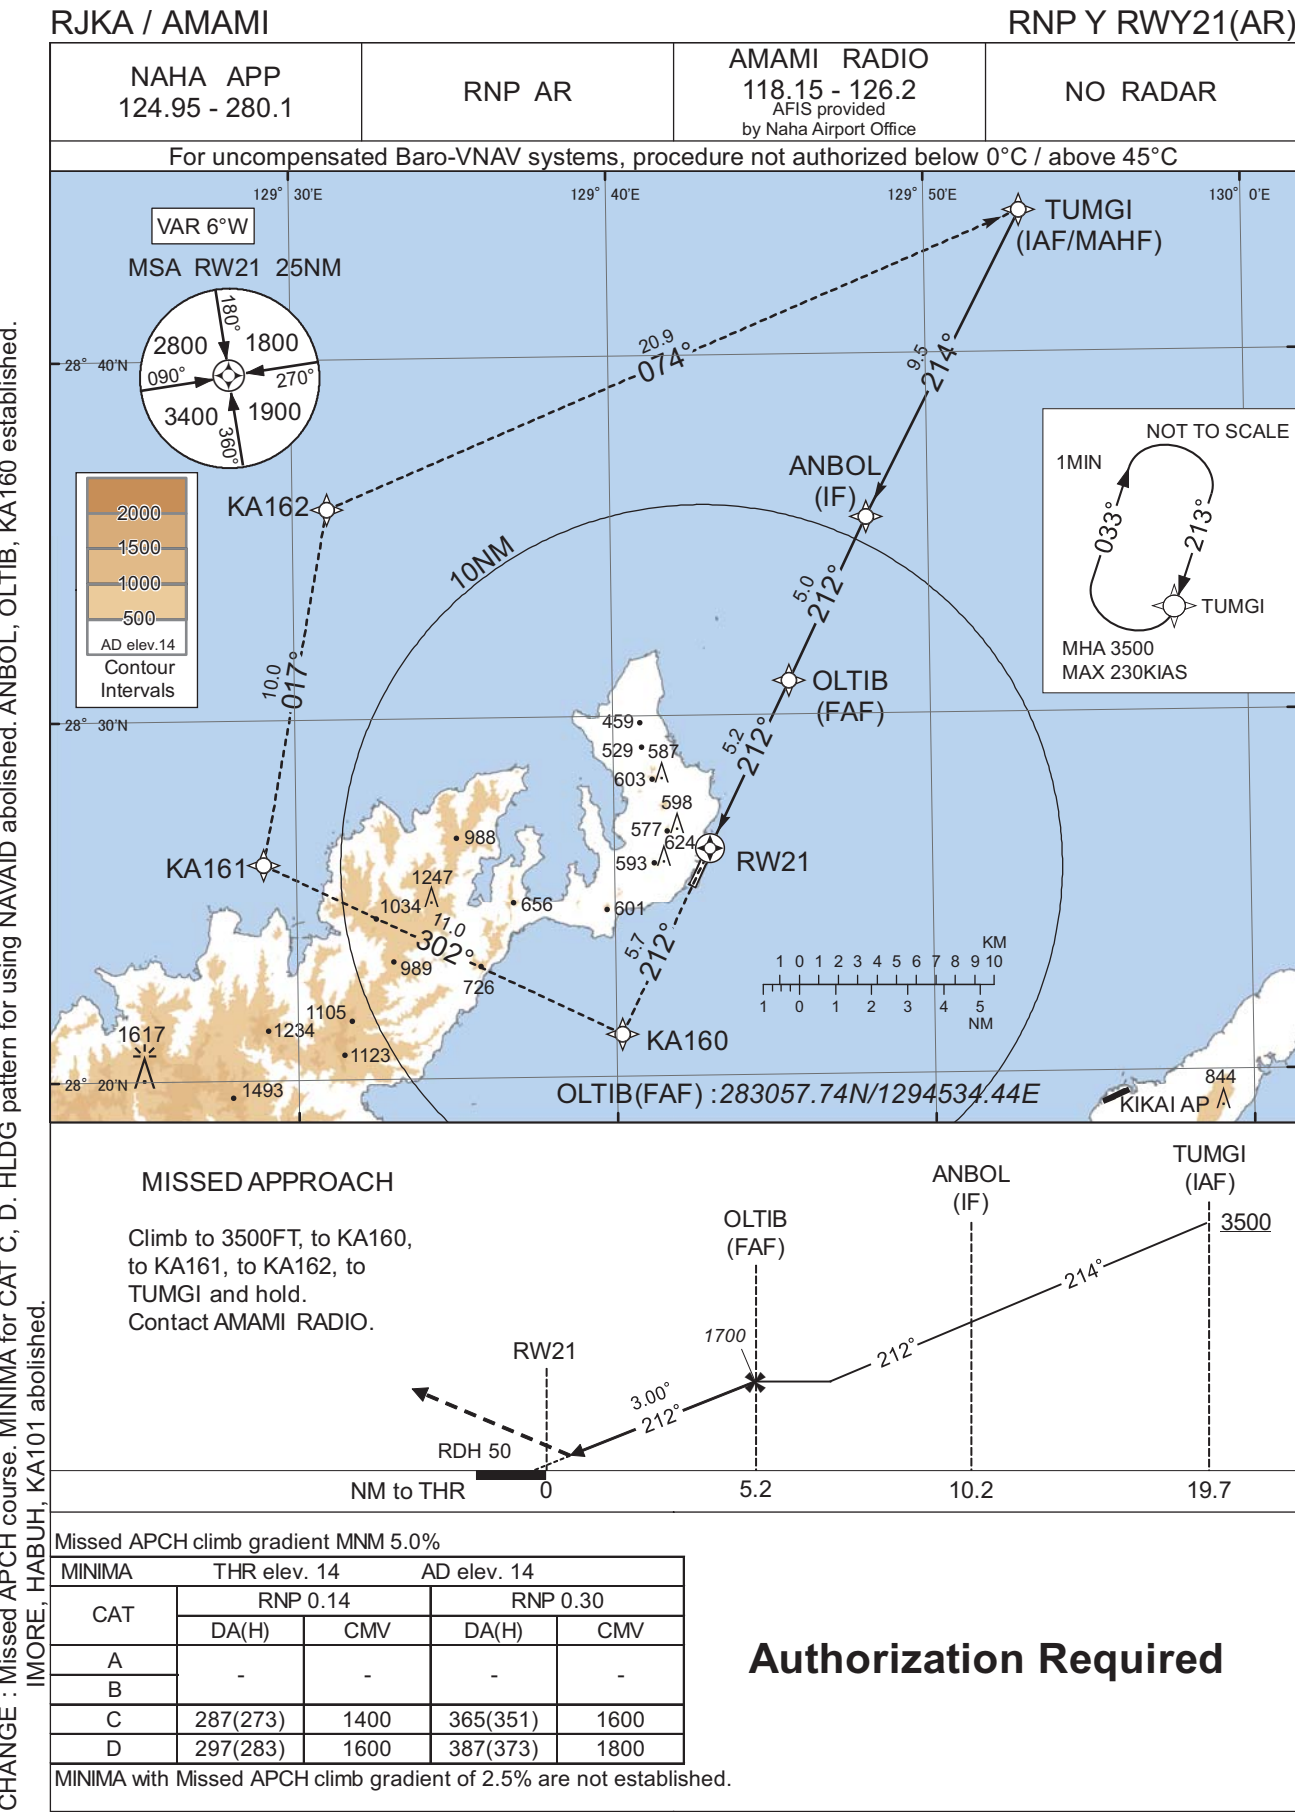 RJKA / AMAMI
RNP Y RWY21(AR)
NAHA APP
124.95 - 280.1
RNP AR
AMAMI RADIO
118.15 - 126.2
AFIS provided
by Naha Airport Office
NO RADAR
For uncompensated Baro-VNAV systems, procedure not authorized below 0°C / above 45°C
129° 30'E
129° 40'E
129° 50'E
130° 0'E
VAR 6°W
MSA RW21 25NM
180°
2800
1800
090°
270°
3400
1900
360°
TUMGI
(IAF/MAHF)
20.9
074°
9.5
214°
28° 40'N
2000
1500
1000
500
AD elev.14
Contour
Intervals
KA162
ANBOL
(IF)
10NM
NOT TO SCALE
1MIN
033°
213°
TUMGI
MHA 3500
MAX 230KIAS
5.0
212°
10.0
017°
OLTIB
(FAF)
28° 30'N
5.2
212°
459
529
587
603
598
577
624
593
RW21
988
KA161
1247
1034
656
601
11.0
302°
989
726
5.7
212°
KM
1 0 1 2 3 4 5 6 7 8 9 10
1 0 1 2 3 4 5
NM
1105
1234
1123
1617
1493
KA160
28° 20'N
OLTIB(FAF) :283057.74N/1294534.44E
844
KIKAI AP
MISSED APPROACH
Climb to 3500FT, to KA160,
to KA161, to KA162, to
TUMGI and hold.
Contact AMAMI RADIO.
TUMGI
(IAF)
ANBOL
(IF)
OLTIB
(FAF)
3500
214°
1700
212°
RW21
3.00°
212°
RDH 50
NM to THR
0
5.2
10.2
19.7
Missed APCH climb gradient MNM 5.0%
MINIMA THR elev. 14 AD elev. 14
CAT RNP 0.14 RNP 0.30
DA(H) CMV DA(H) CMV
A
- - - -
B
C 287(273) 1400 365(351) 1600
D 297(283) 1600 387(373) 1800
MINIMA with Missed APCH climb gradient of 2.5% are not established.
Authorization Required
CHANGE : Missed APCH course. MINIMA for CAT C, D. HLDG pattern for using NAVAID abolished. ANBOL, OLTIB, KA160 established.
IMORE, HABUH, KA101 abolished.